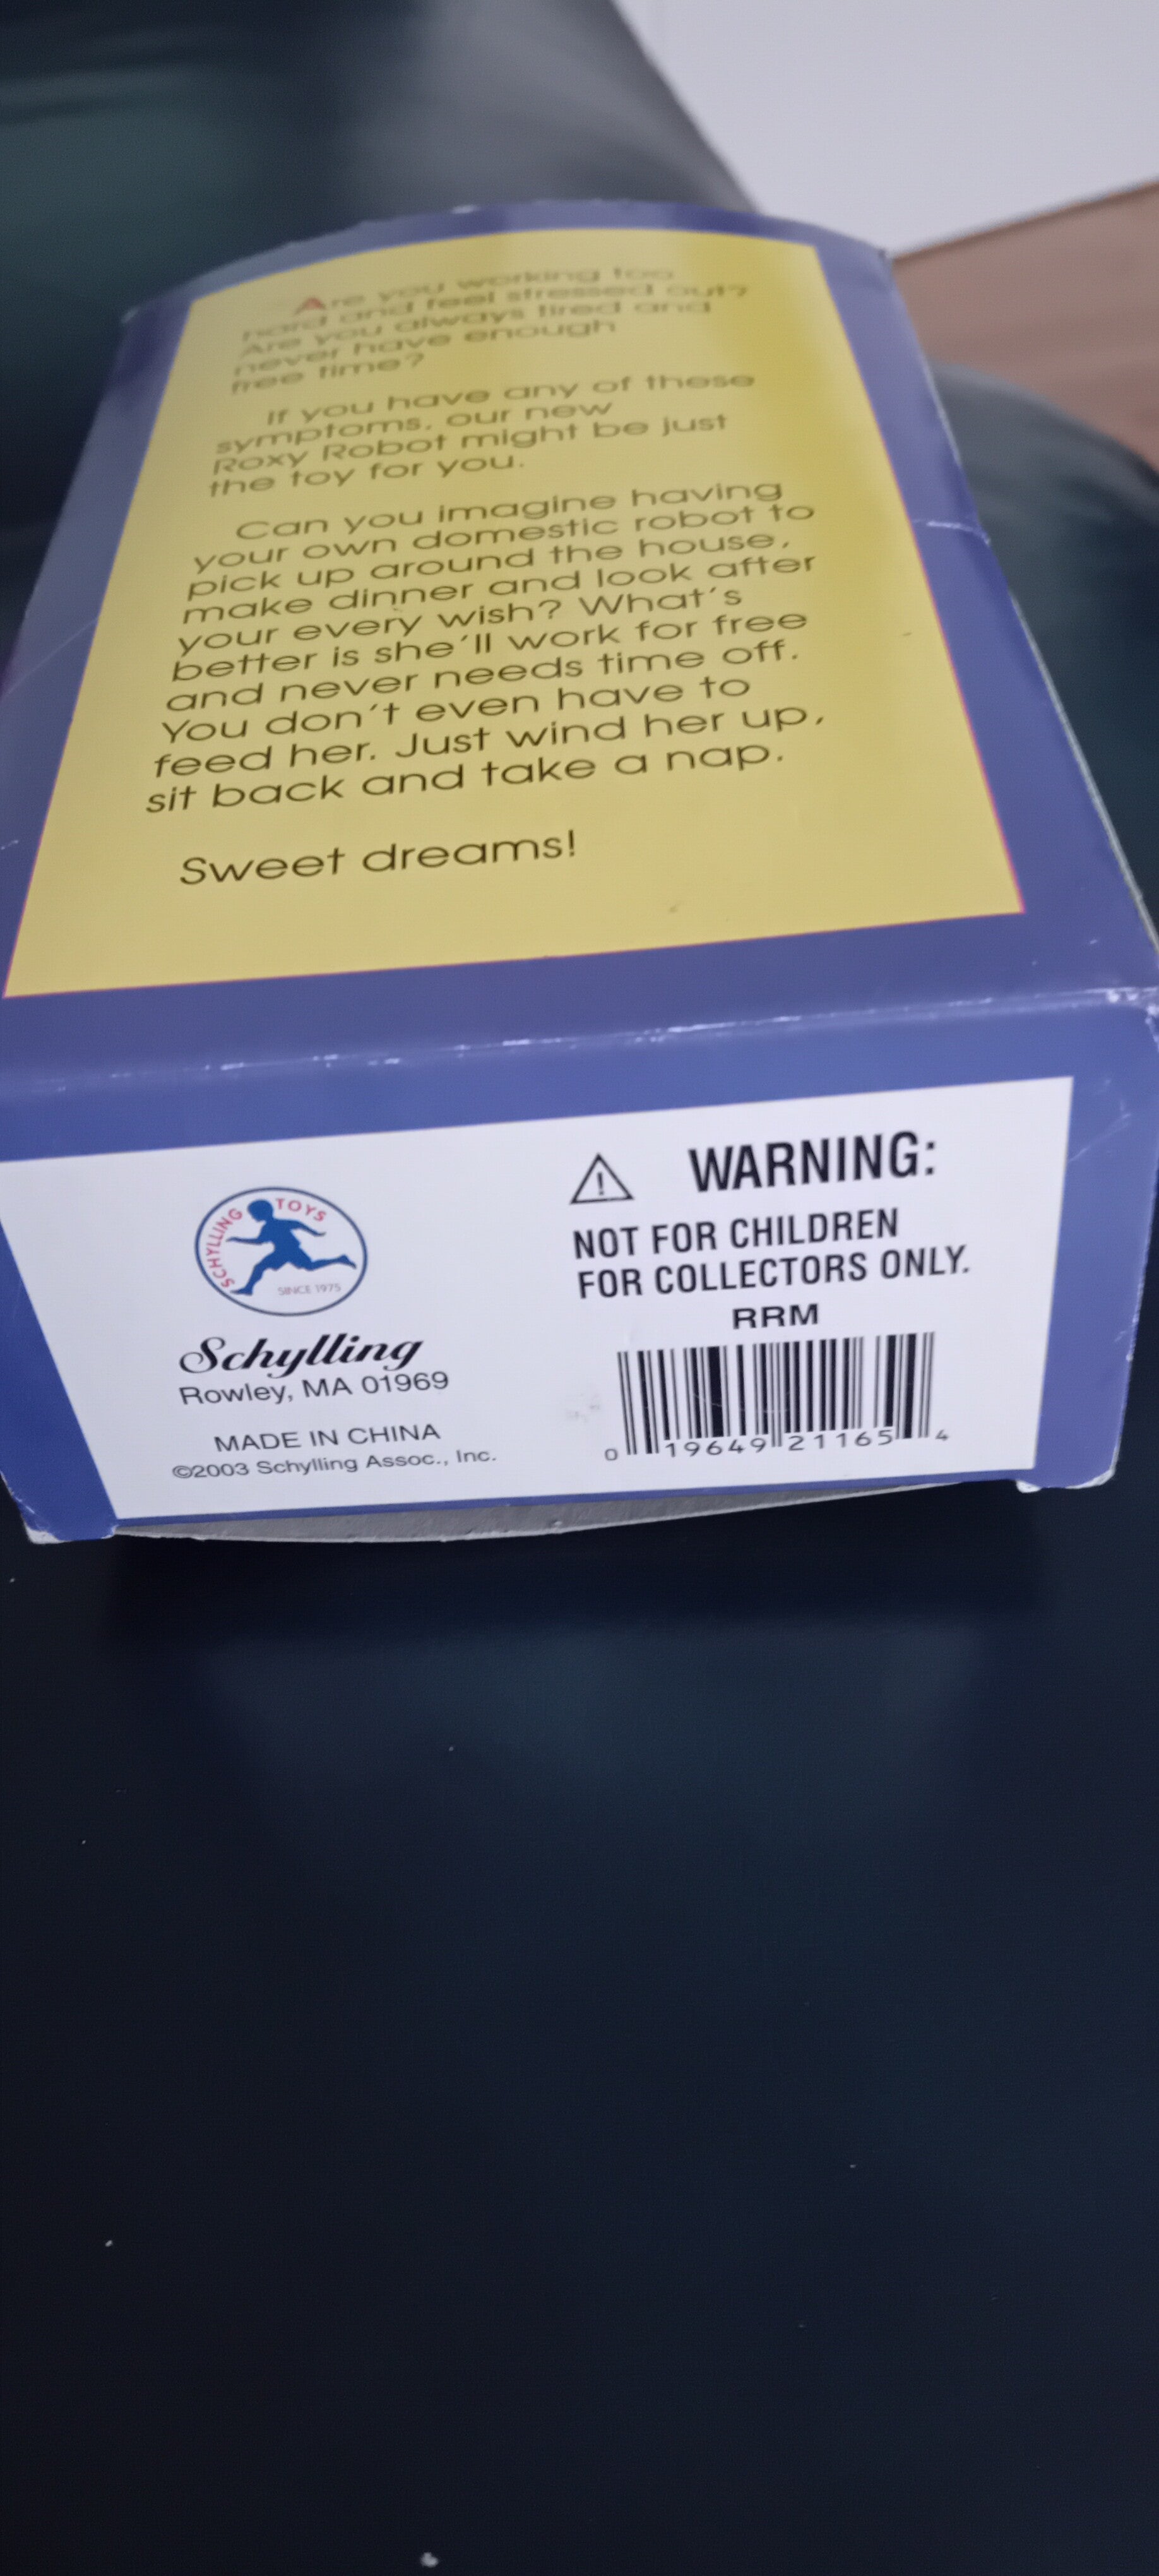 Are you working too
hard and feel stressed out?
Are you always tired and
never have enough
free time?
If you have any of these
symptoms, our new
Roxy Robot might be just
the toy for you.
Can you imagine having
your own domestic robot to
pick up around the house,
make dinner and look after
your every wish? What's
better is she'll work for free
and never needs time off.
You don't even have to
feed her. Just wind her up,
sit back and take a nap.
Sweet dreams!
SCHYLLING TOYS
SINCE 1975
Schylling
Rowley, MA 01969
MADE IN CHINA
©2003 Schylling Assoc., Inc.
WARNING:
NOT FOR CHILDREN
FOR COLLECTORS ONLY.
RRM
0 19649 21165 4